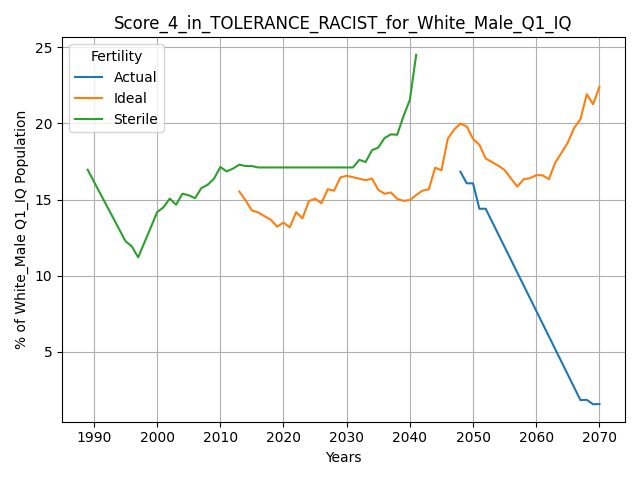 Score_4_in_TOLERANCE_RACIST_for_White_Male_Q1_IQ
Fertility
Actual
Ideal
Sterile
% of White_Male Q1_IQ Population
25
20
15
10
5
1990 2000 2010 2020 2030 2040 2050 2060 2070
Years